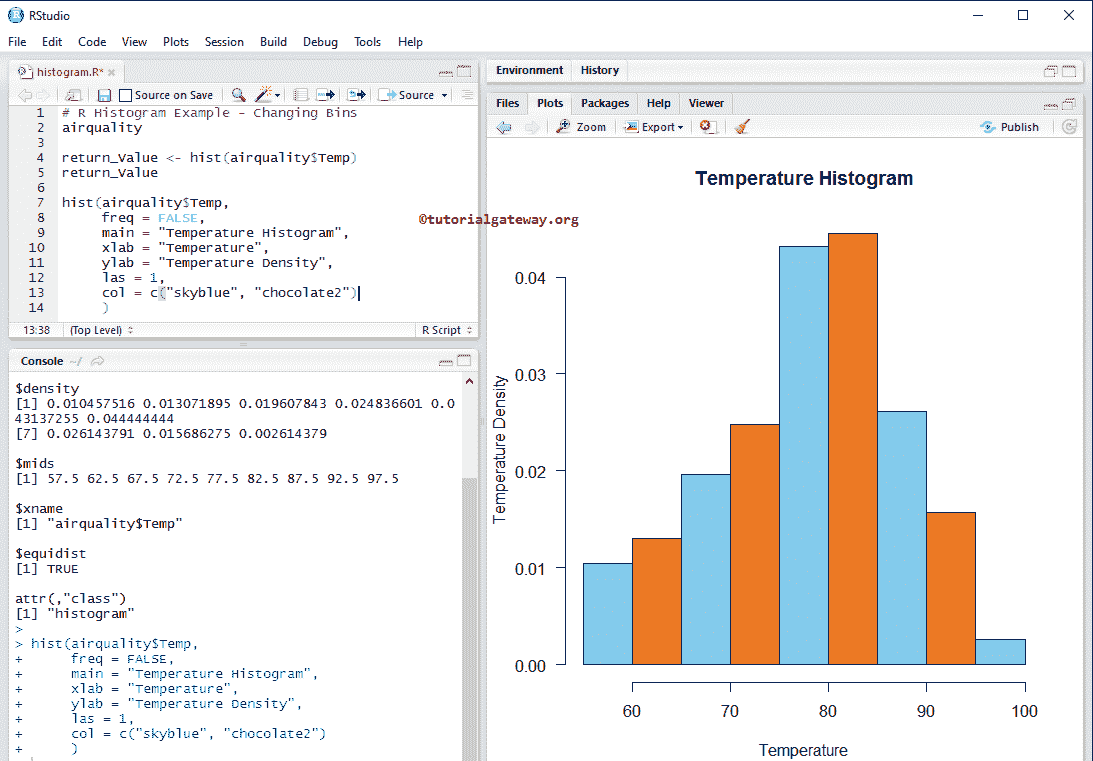 RStudio
File Edit Code View Plots Session Build Debug Tools Help
histogram.R*
Source on Save Source
1 # R Histogram Example - Changing Bins
2 airquality
3
4 return_Value <- hist(airquality$Temp)
5 return_Value
6
7 hist(airquality$Temp,
8 freq = FALSE,
9 main = "Temperature Histogram",
10 xlab = "Temperature",
11 ylab = "Temperature Density",
12 las = 1,
13 col = c("skyblue", "chocolate2")
14 )
13:38 (Top Level) R Script
Console ~/
$density
[1] 0.010457516 0.013071895 0.019607843 0.024836601 0.0
43137255 0.044444444
[7] 0.026143791 0.015686275 0.002614379
$mids
[1] 57.5 62.5 67.5 72.5 77.5 82.5 87.5 92.5 97.5
$xname
[1] "airquality$Temp"
$equidist
[1] TRUE
attr(,"class")
[1] "histogram"
>
> hist(airquality$Temp,
+ freq = FALSE,
+ main = "Temperature Histogram",
+ xlab = "Temperature",
+ ylab = "Temperature Density",
+ las = 1,
+ col = c("skyblue", "chocolate2")
+ )
Environment History
Files Plots Packages Help Viewer
Zoom Export Publish
©tutorialgateway.org
Temperature Histogram
Temperature Density
0.04
0.03
0.02
0.01
0.00
60 70 80 90 100
Temperature